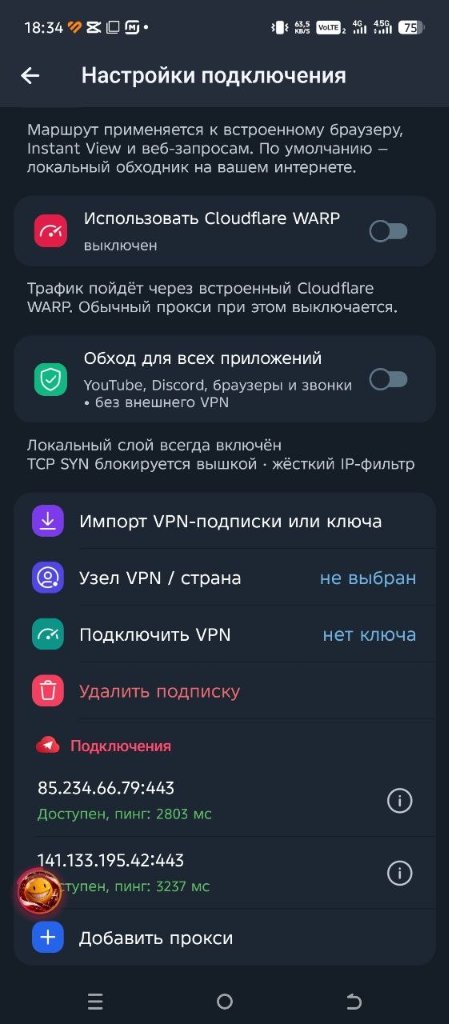 18:34
63,5 KB/S
VoLTE 2
4G
4.5G
75
Настройки подключения
Маршрут применяется к встроенному браузеру,
Instant View и веб-запросам. По умолчанию —
локальный обходник на вашем интернете.
Использовать Cloudflare WARP
выключен
Трафик пойдёт через встроенный Cloudflare
WARP. Обычный прокси при этом выключается.
Обход для всех приложений
YouTube, Discord, браузеры и звонки
• без внешнего VPN
Локальный слой всегда включён
TCP SYN блокируется вышкой · жёсткий IP-фильтр
Импорт VPN-подписки или ключа
Узел VPN / страна не выбран
Подключить VPN нет ключа
Удалить подписку
Подключения
85.234.66.79:443
Доступен, пинг: 2803 мс
141.133.195.42:443
ступен, пинг: 3237 мс
Добавить прокси